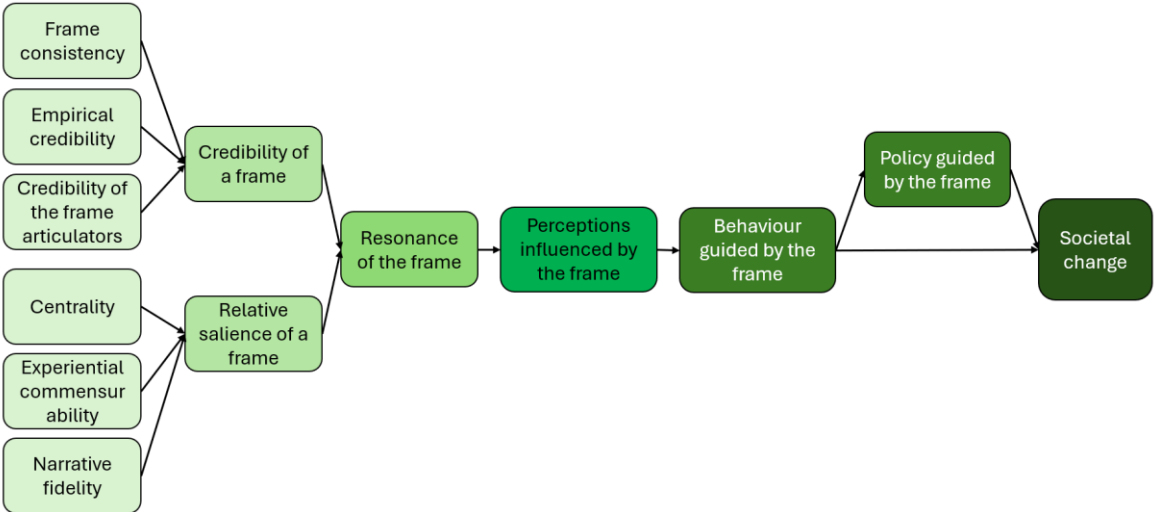 Frame
consistency
Empirical
credibility
Credibility of
the frame
articulators
Centrality
Experiential
commensur
ability
Narrative
fidelity
Credibility of
a frame
Relative
salience of a
frame
Resonance
of the frame
Perceptions
influenced by
the frame
Behaviour
guided by the
frame
Policy guided
by the frame
Societal
change